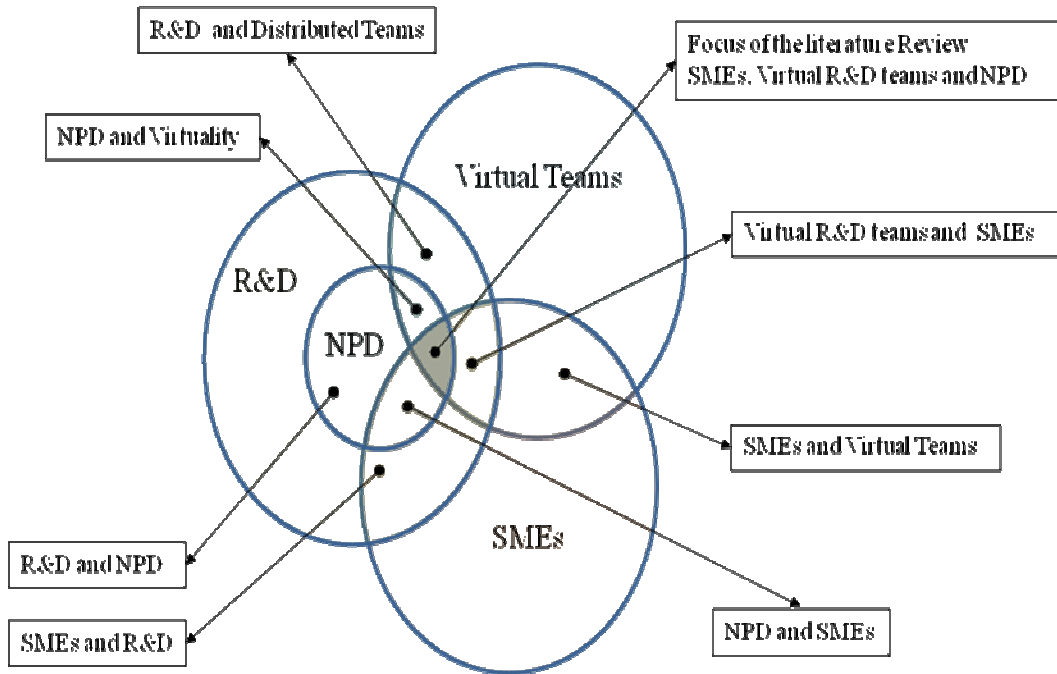 R&D and Distributed Teams
Focus of the literature Review
SMEs, Virtual R&D teams and NPD
NPD and Virtuality
Virtual Teams
Virtual R&D teams and SMEs
R&D
NPD
SMEs and Virtual Teams
SMEs
R&D and NPD
NPD and SMEs
SMEs and R&D